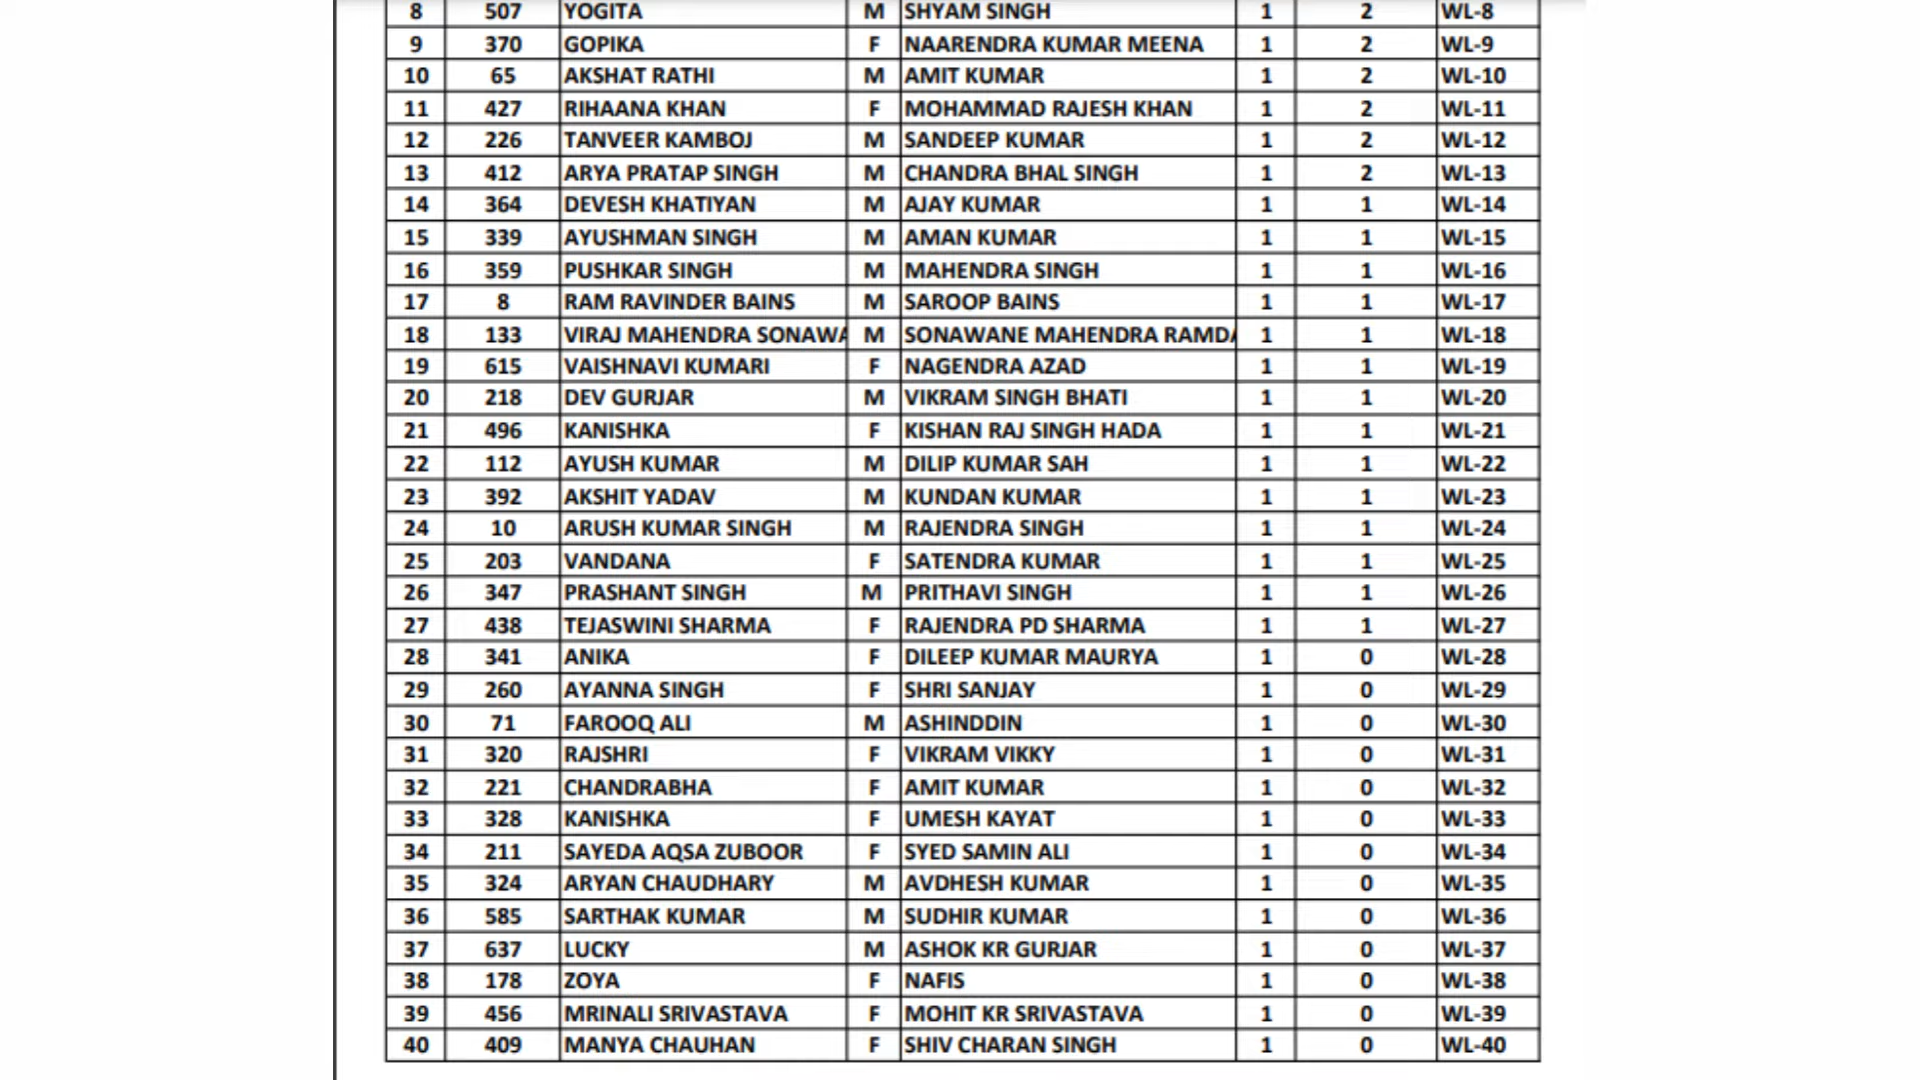 8 507 YOGITA M SHYAM SINGH 1 2 WL-8
9 370 GOPIKA F NAARENDRA KUMAR MEENA 1 2 WL-9
10 65 AKSHAT RATHI M AMIT KUMAR 1 2 WL-10
11 427 RIHAANA KHAN F MOHAMMAD RAJESH KHAN 1 2 WL-11
12 226 TANVEER KAMBOJ M SANDEEP KUMAR 1 2 WL-12
13 412 ARYA PRATAP SINGH M CHANDRA BHAL SINGH 1 2 WL-13
14 364 DEVESH KHATIYAN M AJAY KUMAR 1 1 WL-14
15 339 AYUSHMAN SINGH M AMAN KUMAR 1 1 WL-15
16 359 PUSHKAR SINGH M MAHENDRA SINGH 1 1 WL-16
17 8 RAM RAVINDER BAINS M SAROOP BAINS 1 1 WL-17
18 133 VIRAJ MAHENDRA SONAWA M SONAWANE MAHENDRA RAMDA 1 1 WL-18
19 615 VAISHNAVI KUMARI F NAGENDRA AZAD 1 1 WL-19
20 218 DEV GURJAR M VIKRAM SINGH BHATI 1 1 WL-20
21 496 KANISHKA F KISHAN RAJ SINGH HADA 1 1 WL-21
22 112 AYUSH KUMAR M DILIP KUMAR SAH 1 1 WL-22
23 392 AKSHIT YADAV M KUNDAN KUMAR 1 1 WL-23
24 10 ARUSH KUMAR SINGH M RAJENDRA SINGH 1 1 WL-24
25 203 VANDANA F SATENDRA KUMAR 1 1 WL-25
26 347 PRASHANT SINGH M PRITHAVI SINGH 1 1 WL-26
27 438 TEJASWINI SHARMA F RAJENDRA PD SHARMA 1 1 WL-27
28 341 ANIKA F DILEEP KUMAR MAURYA 1 0 WL-28
29 260 AYANNA SINGH F SHRI SANJAY 1 0 WL-29
30 71 FAROOQ ALI M ASHINDDIN 1 0 WL-30
31 320 RAJSHRI F VIKRAM VIKKY 1 0 WL-31
32 221 CHANDRABHA F AMIT KUMAR 1 0 WL-32
33 328 KANISHKA F UMESH KAYAT 1 0 WL-33
34 211 SAYEDA AQSA ZUBOOR F SYED SAMIN ALI 1 0 WL-34
35 324 ARYAN CHAUDHARY M AVDHESH KUMAR 1 0 WL-35
36 585 SARTHAK KUMAR M SUDHIR KUMAR 1 0 WL-36
37 637 LUCKY M ASHOK KR GURJAR 1 0 WL-37
38 178 ZOYA F NAFIS 1 0 WL-38
39 456 MRINALI SRIVASTAVA F MOHIT KR SRIVASTAVA 1 0 WL-39
40 409 MANYA CHAUHAN F SHIV CHARAN SINGH 1 0 WL-40